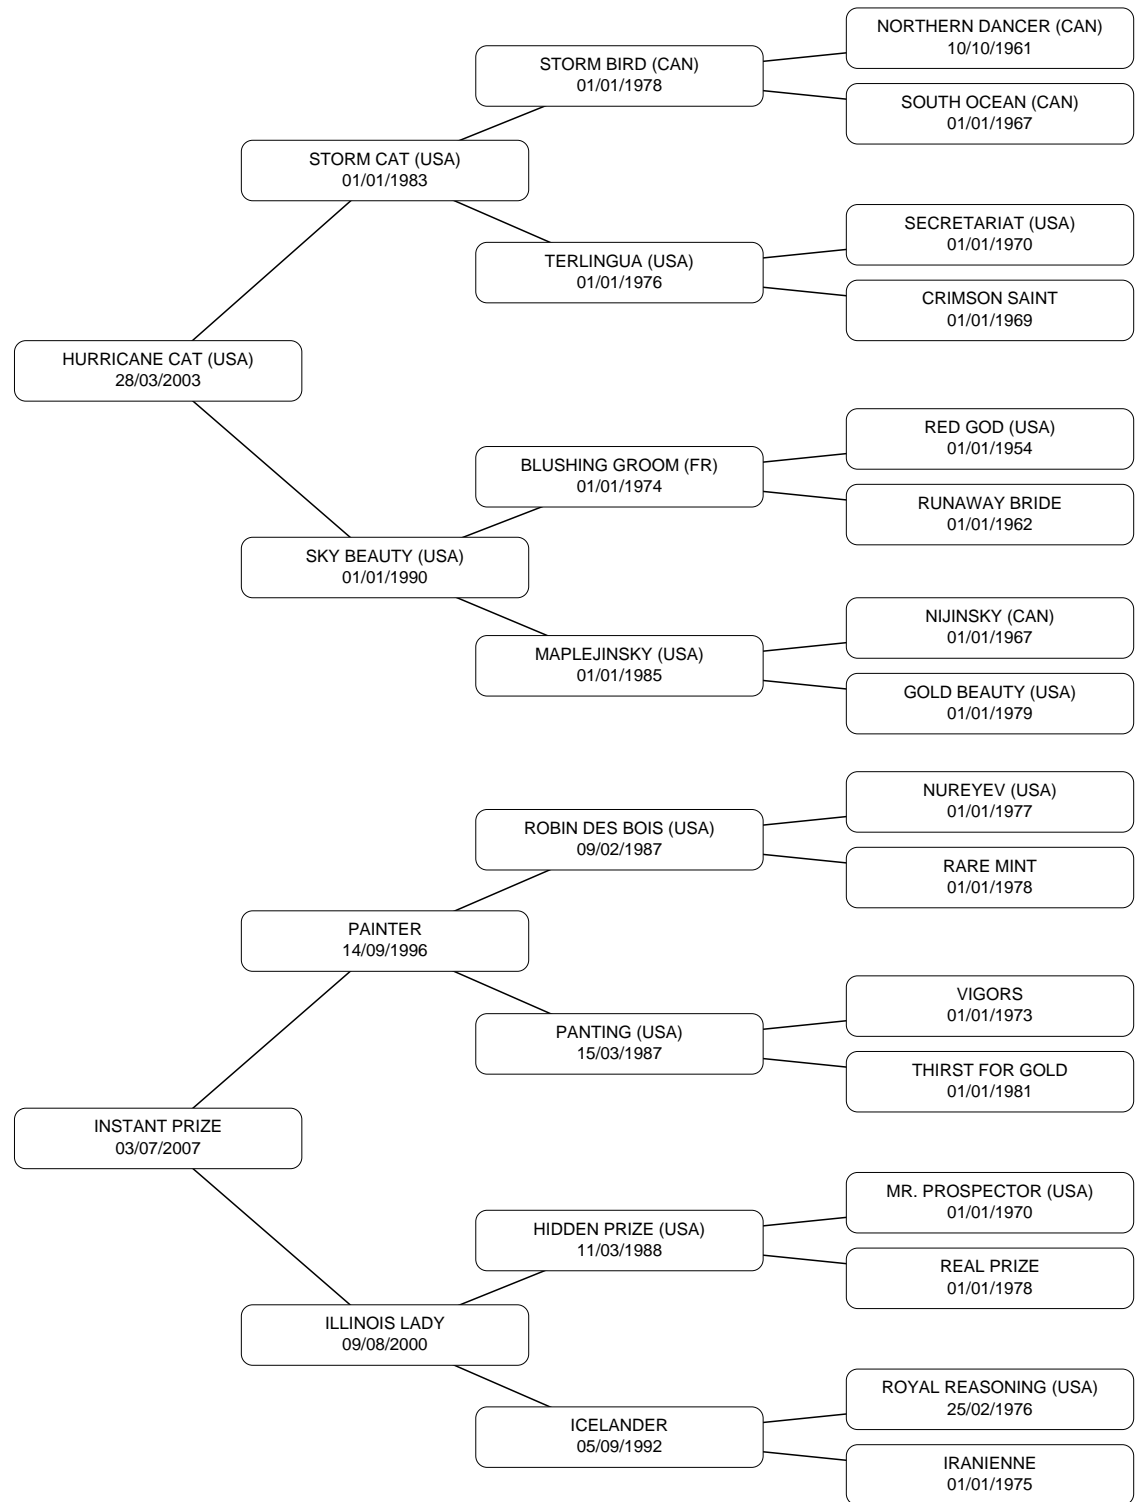 NORTHERN DANCER (CAN)
10/10/1961
STORM BIRD (CAN)
01/01/1978
SOUTH OCEAN (CAN)
01/01/1967
STORM CAT (USA)
01/01/1983
SECRETARIAT (USA)
01/01/1970
TERLINGUA (USA)
01/01/1976
CRIMSON SAINT
01/01/1969
HURRICANE CAT (USA)
28/03/2003
RED GOD (USA)
01/01/1954
BLUSHING GROOM (FR)
01/01/1974
RUNAWAY BRIDE
01/01/1962
SKY BEAUTY (USA)
01/01/1990
NIJINSKY (CAN)
01/01/1967
MAPLEJINSKY (USA)
01/01/1985
GOLD BEAUTY (USA)
01/01/1979
NUREYEV (USA)
01/01/1977
ROBIN DES BOIS (USA)
09/02/1987
RARE MINT
01/01/1978
PAINTER
14/09/1996
VIGORS
01/01/1973
PANTING (USA)
15/03/1987
THIRST FOR GOLD
01/01/1981
INSTANT PRIZE
03/07/2007
MR. PROSPECTOR (USA)
01/01/1970
HIDDEN PRIZE (USA)
11/03/1988
REAL PRIZE
01/01/1978
ILLINOIS LADY
09/08/2000
ROYAL REASONING (USA)
25/02/1976
ICELANDER
05/09/1992
IRANIENNE
01/01/1975